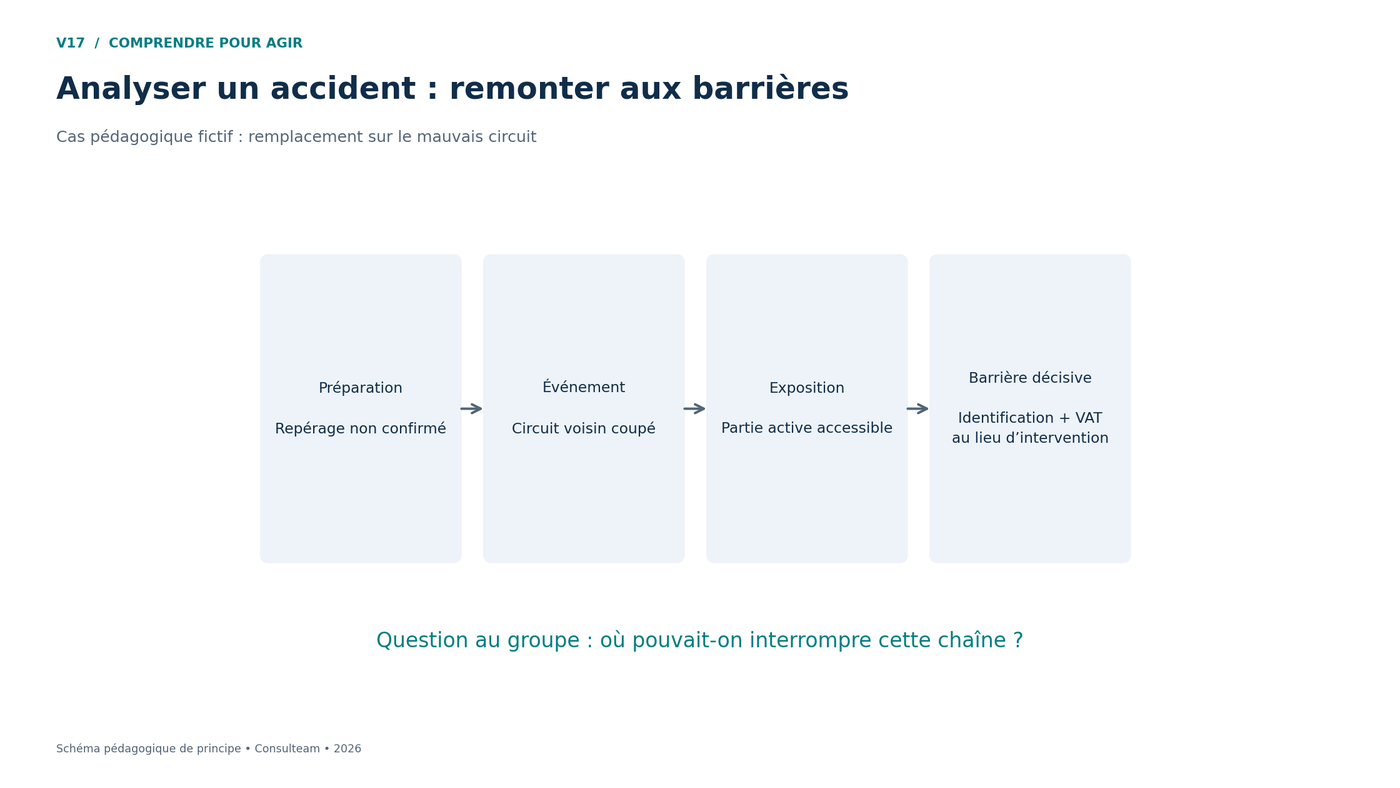 V17 / COMPRENDRE POUR AGIR
Analyser un accident : remonter aux barrières
Cas pédagogique fictif : remplacement sur le mauvais circuit
Préparation
Repérage non confirmé
Événement
Circuit voisin coupé
Exposition
Partie active accessible
Barrière décisive
Identification + VAT
au lieu d’intervention
Question au groupe : où pouvait-on interrompre cette chaîne ?
Schéma pédagogique de principe • Consulteam • 2026